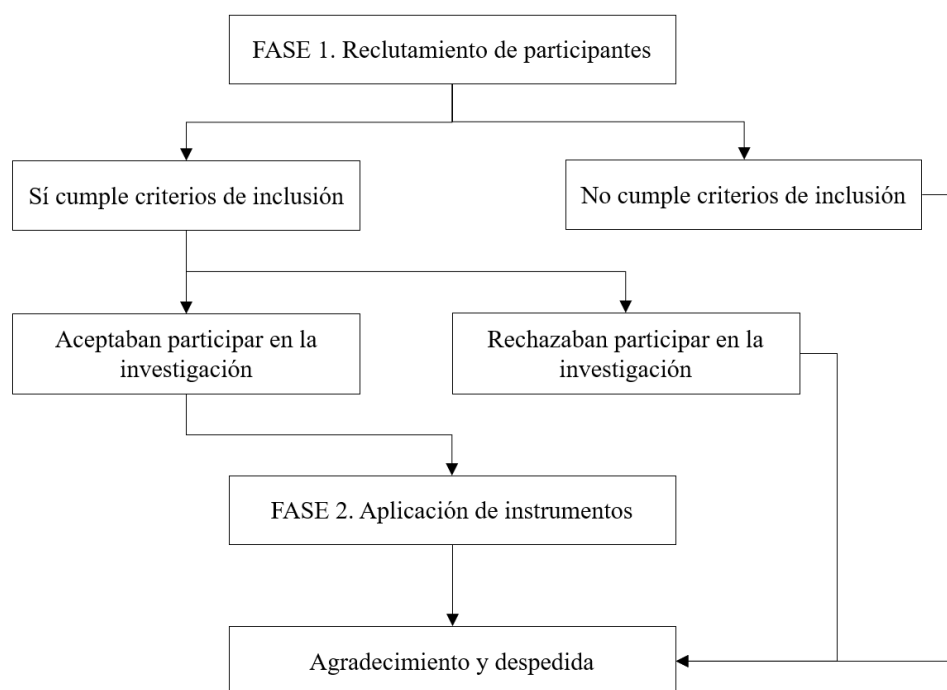 FASE 1. Reclutamiento de participantes
Sí cumple criterios de inclusión
No cumple criterios de inclusión
Aceptaban participar en la
investigación
Rechazaban participar en la
investigación
FASE 2. Aplicación de instrumentos
Agradecimiento y despedida